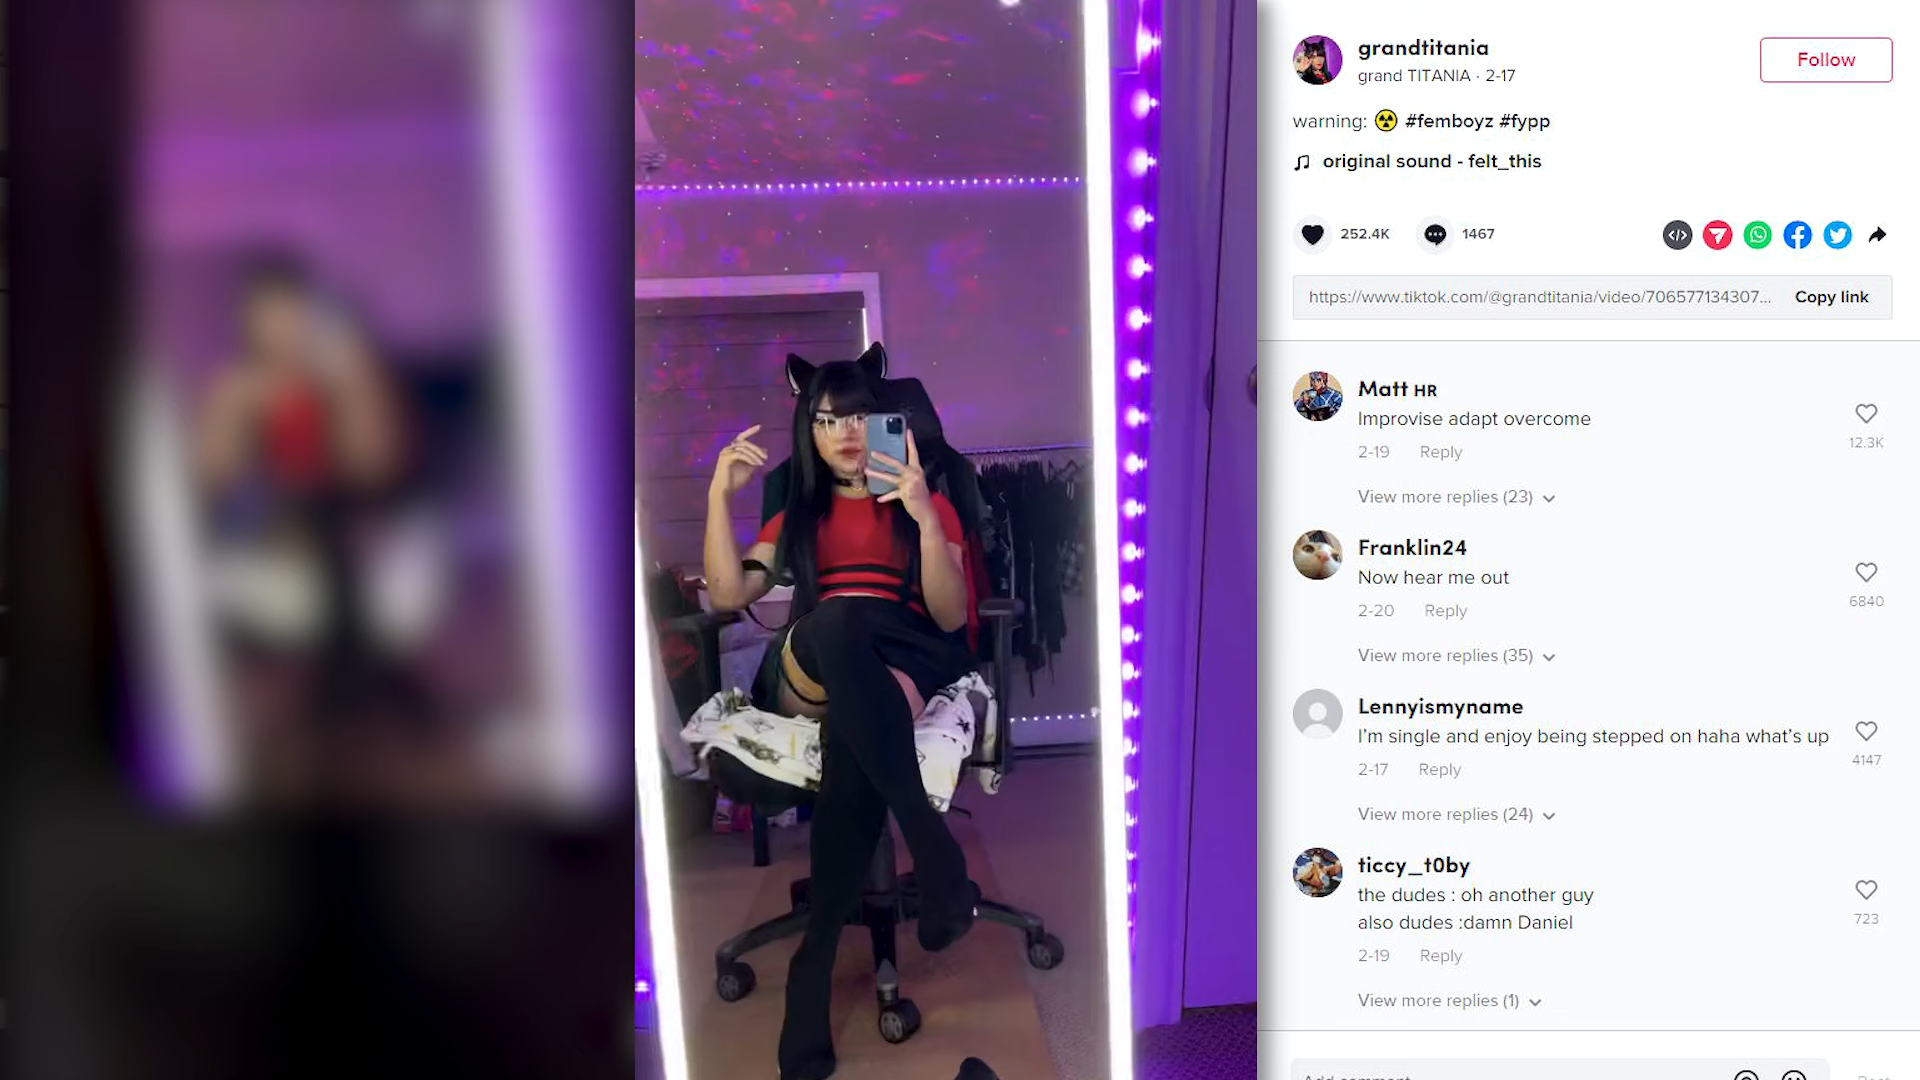 grandtitania
grand TITANIA · 2-17
Follow
warning: ☢ #femboyz #fypp
original sound - felt_this
252.4K
1467
https://www.tiktok.com/@grandtitania/video/706577134307...
Copy link
Matt HR
Improvise adapt overcome
12.3K
2-19 Reply
View more replies (23)
Franklin24
Now hear me out
6840
2-20 Reply
View more replies (35)
Lennyismyname
I'm single and enjoy being stepped on haha what's up
4147
2-17 Reply
View more replies (24)
ticcy_t0by
the dudes : oh another guy
also dudes :damn Daniel
723
2-19 Reply
View more replies (1)
Add comment...
Post